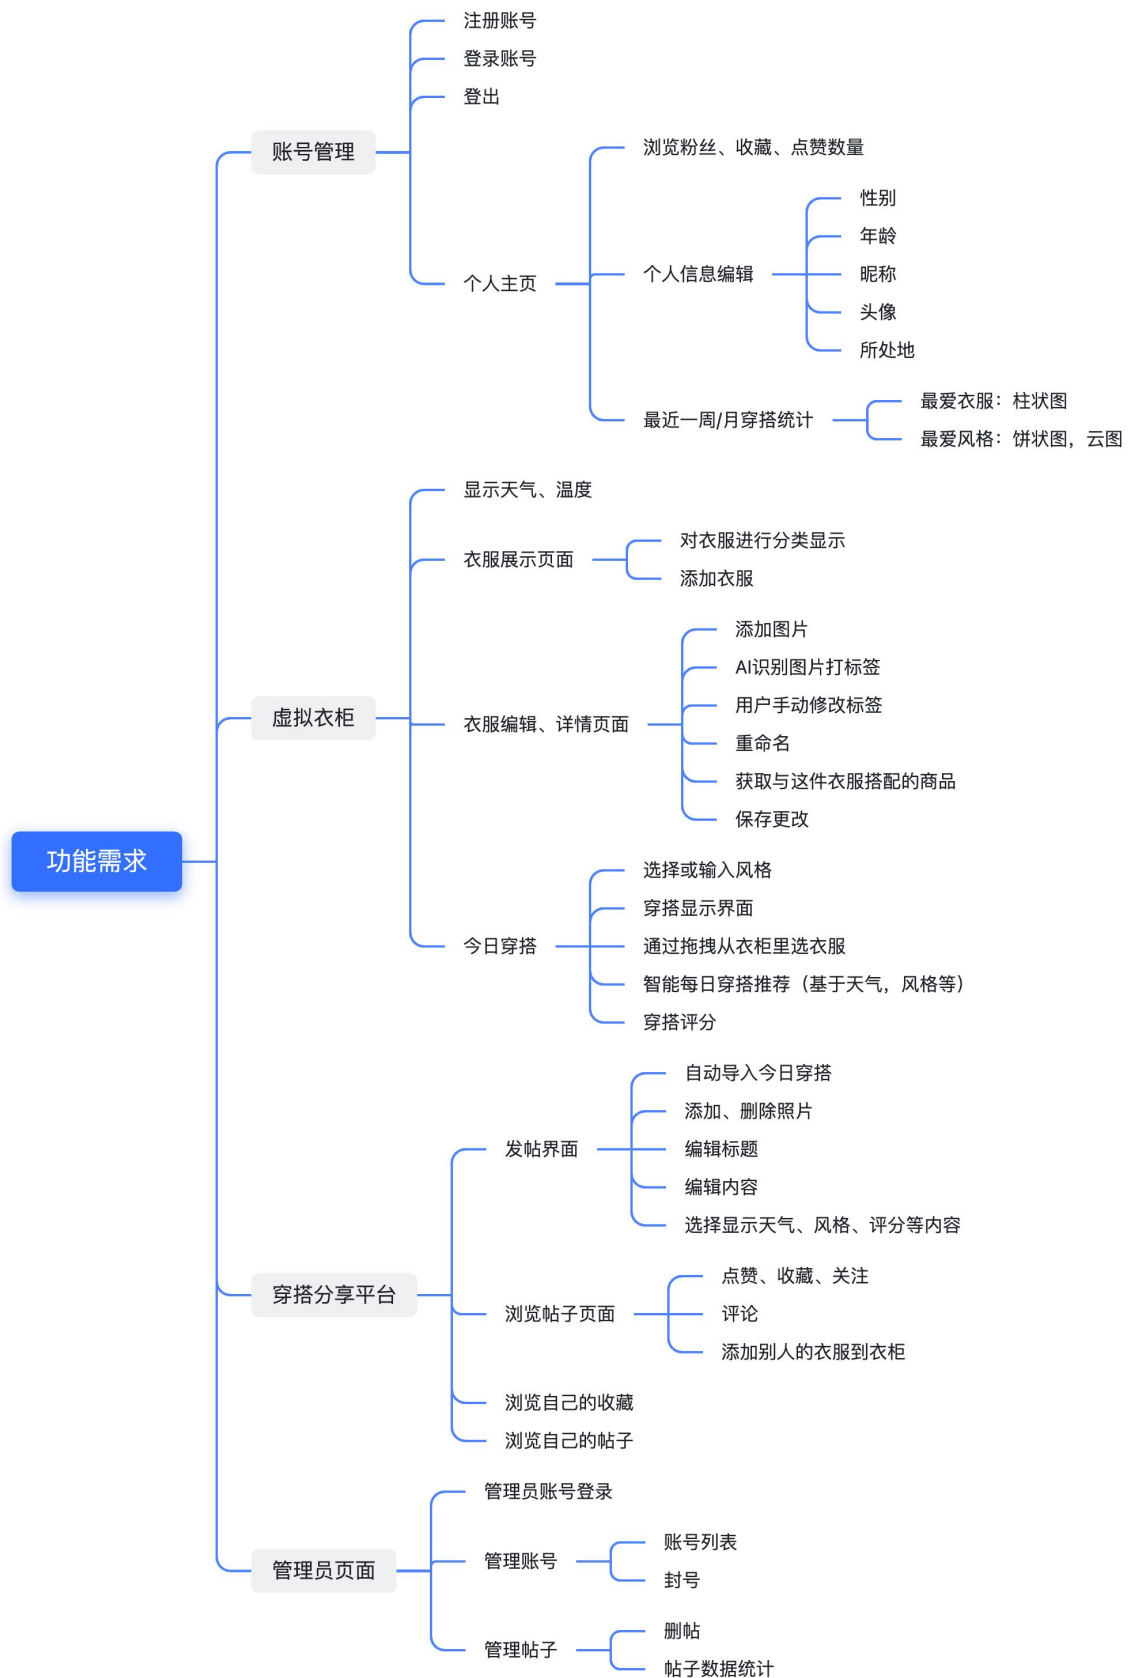 功能需求
账号管理
注册账号
登录账号
登出
个人主页
浏览粉丝、收藏、点赞数量
个人信息编辑
性别
年龄
昵称
头像
所处地
最近一周/月穿搭统计
最爱衣服：柱状图
最爱风格：饼状图，云图
虚拟衣柜
显示天气、温度
衣服展示页面
对衣服进行分类显示
添加衣服
衣服编辑、详情页面
添加图片
AI识别图片打标签
用户手动修改标签
重命名
获取与这件衣服搭配的商品
保存更改
今日穿搭
选择或输入风格
穿搭显示界面
通过拖拽从衣柜里选衣服
智能每日穿搭推荐（基于天气，风格等）
穿搭评分
穿搭分享平台
发帖界面
自动导入今日穿搭
添加、删除照片
编辑标题
编辑内容
选择显示天气、风格、评分等内容
浏览帖子页面
点赞、收藏、关注
评论
添加别人的衣服到衣柜
浏览自己的收藏
浏览自己的帖子
管理员页面
管理员账号登录
管理账号
账号列表
封号
管理帖子
删帖
帖子数据统计